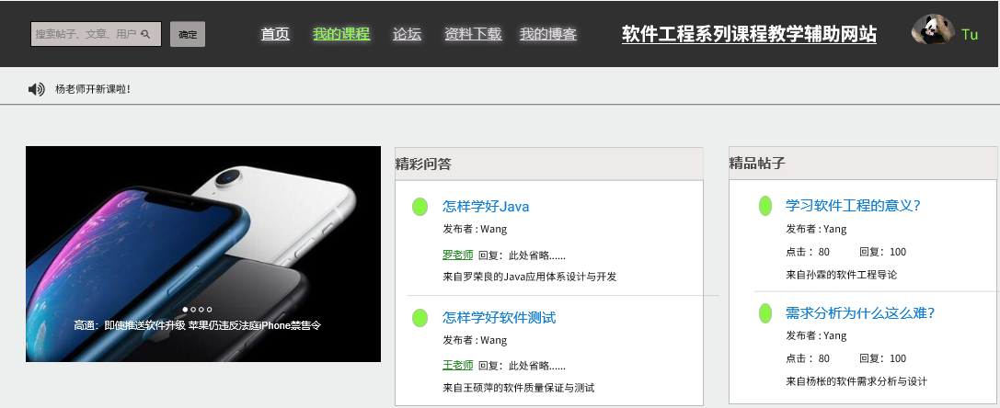 搜索帖子、文章、用户
确定
首页
我的课程
论坛
资料下载
我的博客
软件工程系列课程教学辅助网站
Tu
杨老师开新课啦！
高通：即使推送软件升级 苹果仍违反法庭iPhone禁售令
精彩问答
怎样学好Java
发布者 : Wang
罗老师 回复：此处省略......
来自罗荣良的Java应用体系设计与开发
怎样学好软件测试
发布者 : Wang
王老师 回复：此处省略......
来自王硕萍的软件质量保证与测试
精品帖子
学习软件工程的意义？
发布者 : Yang
点击 : 80 回复：100
来自孙霖的软件工程导论
需求分析为什么这么难？
发布者 : Yang
点击 : 80 回复：100
来自杨枨的软件需求分析与设计